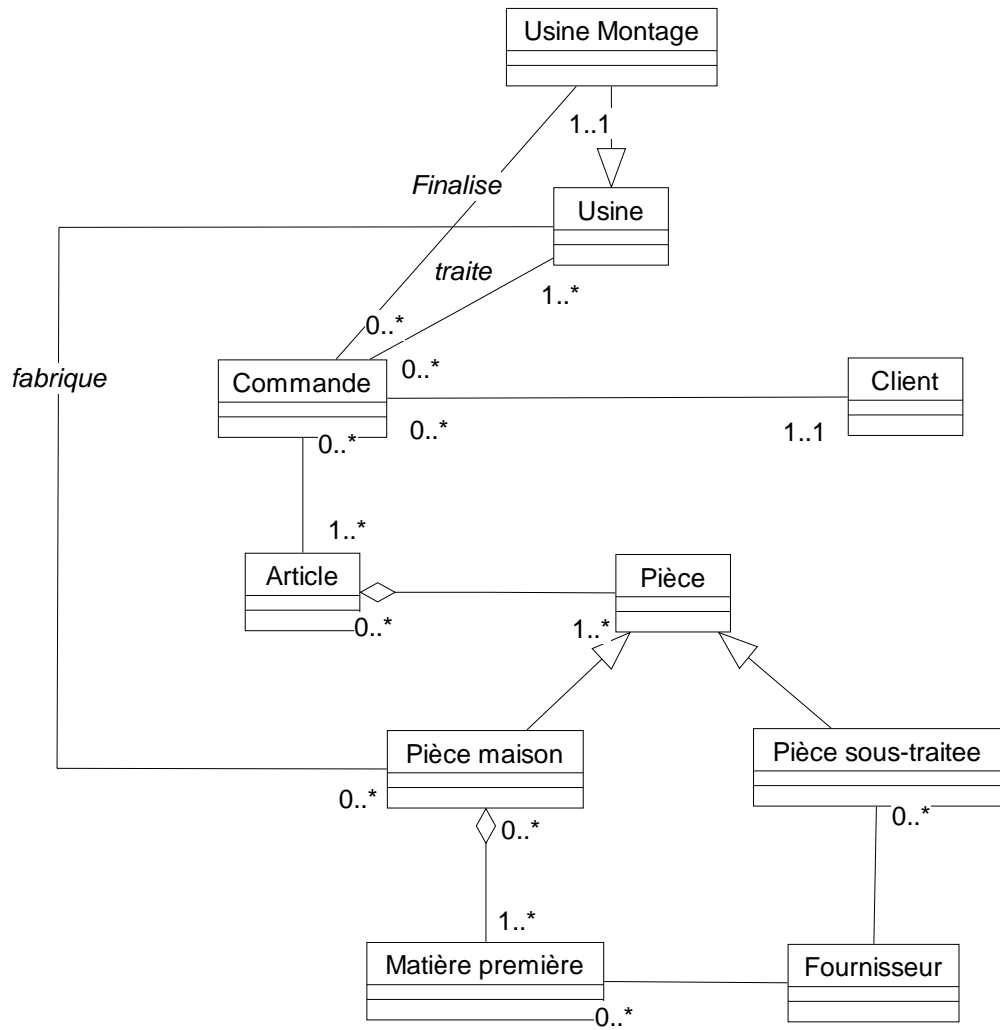 Usine Montage
1..1
Finalise
Usine
traite
1..*
0..*
0..*
fabrique
Commande
Client
0..*
0..*
1..1
1..*
Article
Pièce
0..*
1..*
Pièce maison
Pièce sous-traitee
0..*
0..*
0..*
1..*
Matière première
Fournisseur
0..*